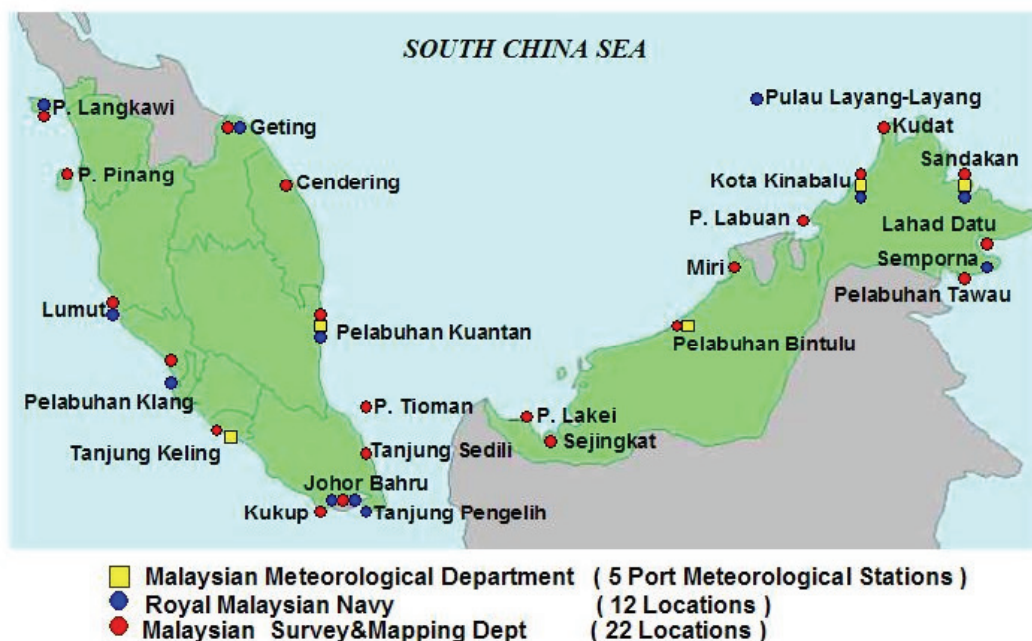 SOUTH CHINA SEA
P. Langkawi
Pulau Layang-Layang
Geting
Kudat
P. Pinang
Cendering
Sandakan
Kota Kinabalu
P. Labuan
Lahad Datu
Miri
Semporna
Pelabuhan Tawau
Lumut
Pelabuhan Kuantan
Pelabuhan Bintulu
Pelabuhan Klang
P. Tioman
P. Lakei
Tanjung Keling
Tanjung Sedili
Sejingkat
Johor Bahru
Kukup
Tanjung Pengelih
Malaysian Meteorological Department ( 5 Port Meteorological Stations )
Royal Malaysian Navy ( 12 Locations )
Malaysian Survey&Mapping Dept ( 22 Locations )